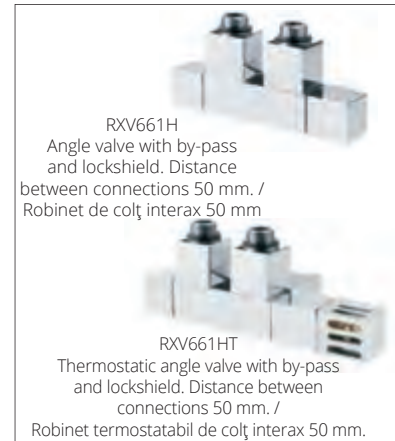 RXV661H
Angle valve with by-pass
and lockshield. Distance
between connections 50 mm. /
Robinet de colţ interax 50 mm
RXV661HT
Thermostatic angle valve with by-pass
and lockshield. Distance between
connections 50 mm. /
Robinet termostatabil de colţ interax 50 mm.